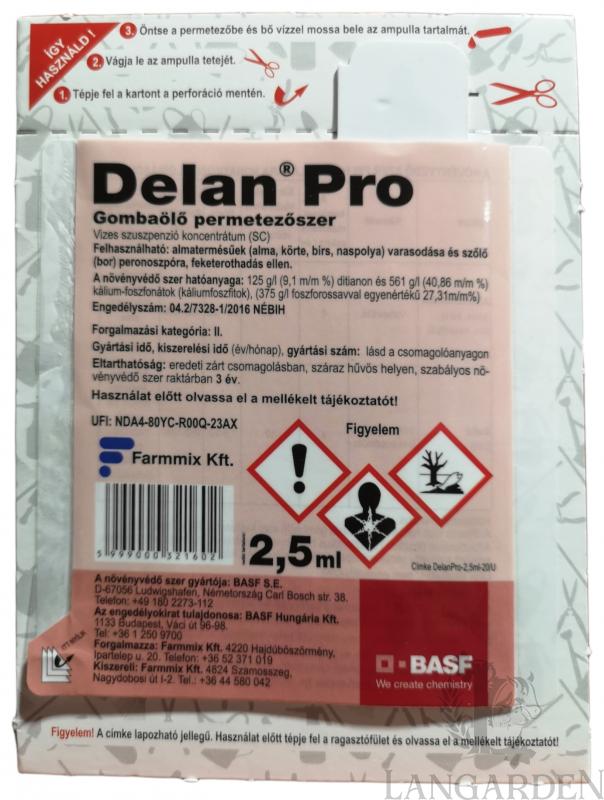 ÍGY
HASZNÁLD !
3. Öntse a permetezőbe és bő vízzel mossa bele az ampulla tartalmát.
2. Vágja le az ampulla tetejét.
1. Tépje fel a kartont a perforáció mentén.
Delan® Pro
Gombaölő permetezőszer
Vizes szuszpenzió koncentrátum (SC)
Felhasználható: almatermésűek (alma, körte, birs, naspolya) varasodása és szőlő
(bor) peronoszpóra, feketerothadás ellen.
A növényvédő szer hatóanyaga: 125 g/l (9,1 m/m %) ditianon és 561 g/l (40,86 m/m %)
kálium-foszfonátok (káliumfoszfitok), (375 g/l foszforossavval egyenértékű 27,31m/m%)
Engedélyszám: 04.2/7328-1/2016 NÉBIH
Forgalmazási kategória: II.
Gyártási idő, kiszerelési idő (év/hónap), gyártási szám: lásd a csomagolóanyagon
Eltarthatóság: eredeti zárt csomagolásban, száraz hűvös helyen, szabályos nö-
vényvédő szer raktárban 3 év.
Használat előtt olvassa el a mellékelt tájékoztatót!
UFI: NDA4-80YC-R00Q-23AX
Figyelem
Farmmix Kft.
5 999000 321602
2,5 ml
Címke DelanPro-2,5ml-20/U
A növényvédő szer gyártója: BASF S.E.
D-67056 Ludwigshafen, Németország Carl Bosch str. 38.
Telefon: +49 180 2273-112
Az engedélyokirat tulajdonosa: BASF Hungária Kft.
1133 Budapest, Váci út 96-98.
Tel: +36 1 250 9700
Forgalmazza: Farmmix Kft. 4220 Hajdúböszörmény,
Ipartelep u. 20. Telefon: +36 52 371 019
Kiszereli: Farmmix Kft. 4824 Szamosszeg,
Nagydobosi út I-2. Tel.: +36 44 580 042
BASF
We create chemistry
ITT NYÍLIK
Figyelem! A címke lapozható jellegű. Használat előtt tépje fel a ragasztófület és olvassa el a mellékelt tájékoztatót!
LANGARDEN